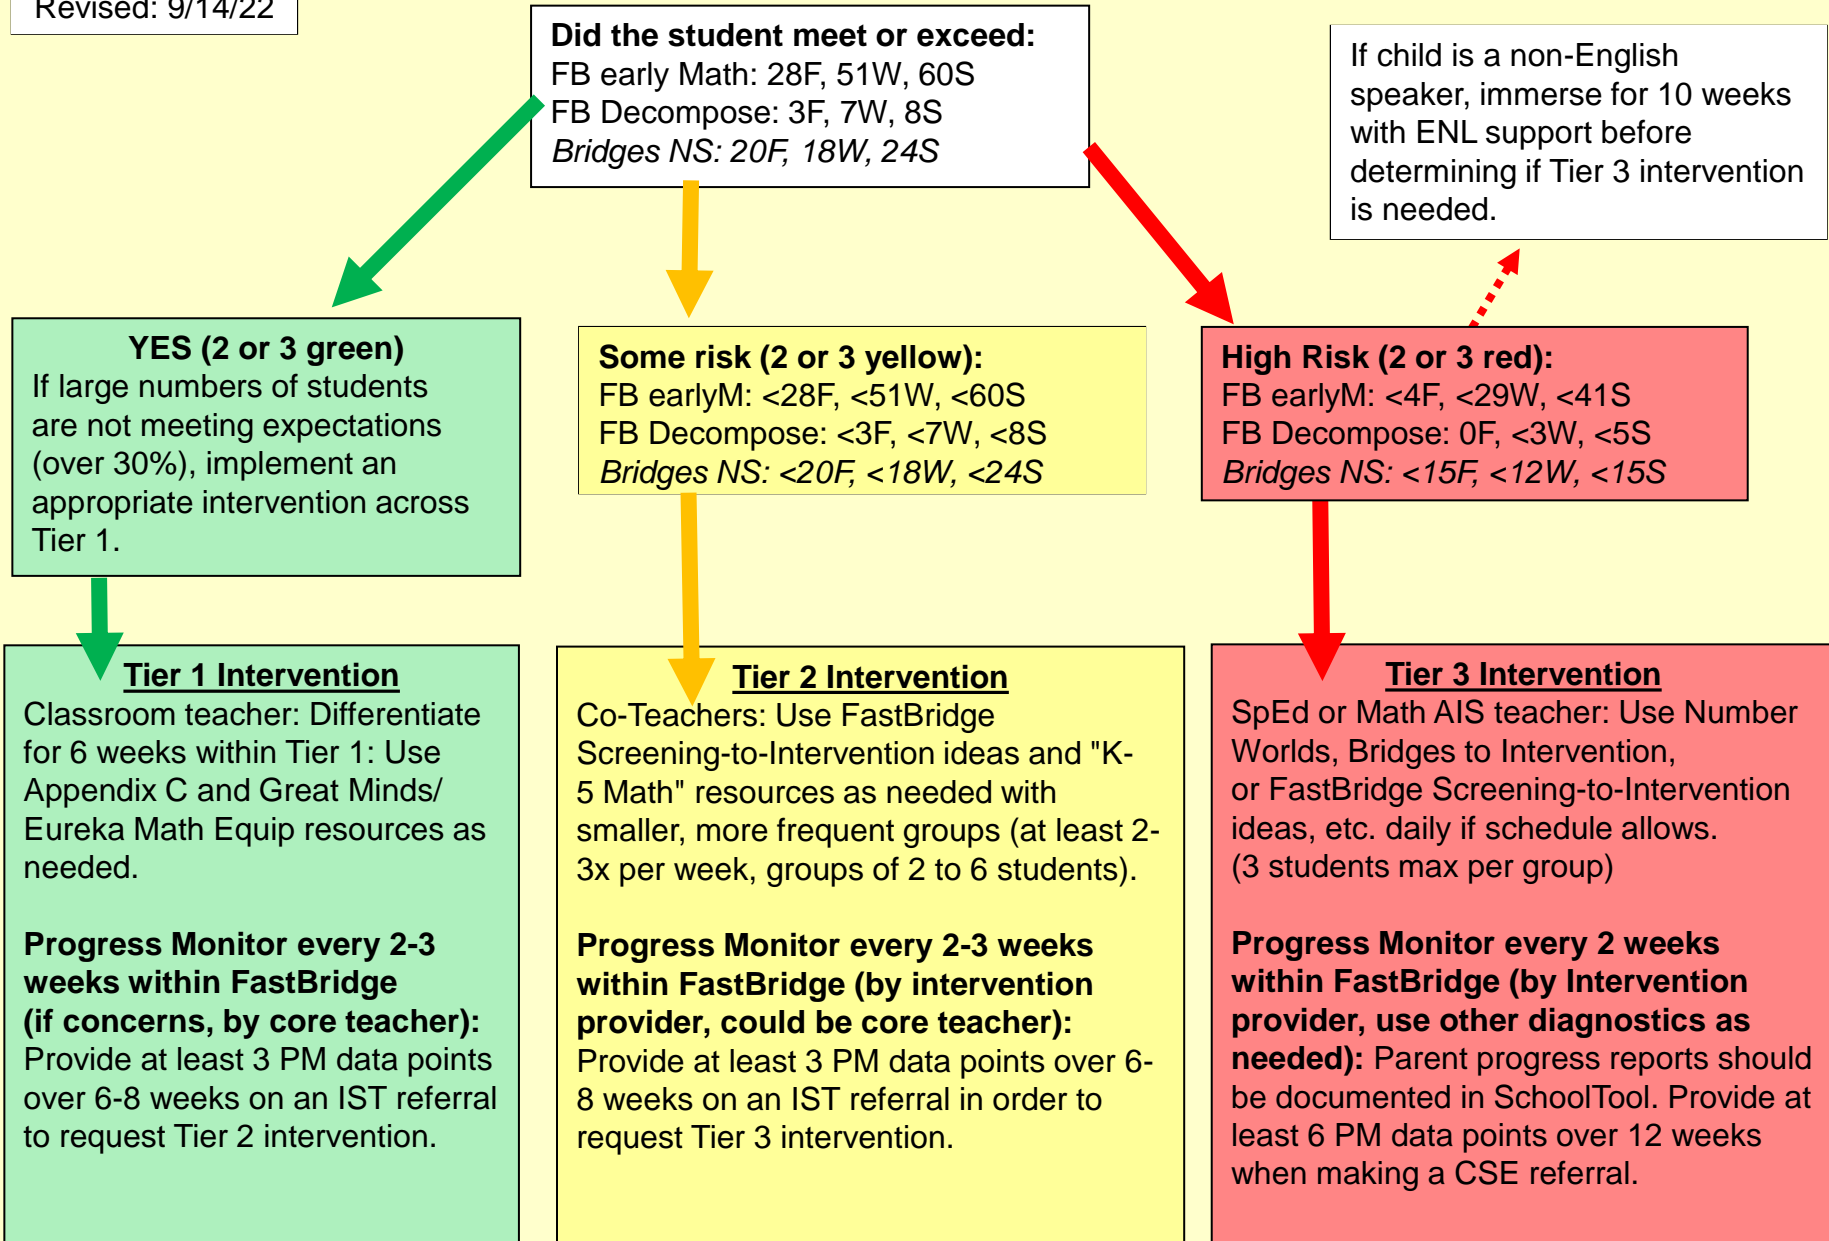 Revised: 9/14/22
Did the student meet or exceed:
FB early Math: 28F, 51W, 60S
FB Decompose: 3F, 7W, 8S
Bridges NS: 20F, 18W, 24S
If child is a non-English
speaker, immerse for 10 weeks
with ENL support before
determining if Tier 3 intervention
is needed.
YES (2 or 3 green)
If large numbers of students
are not meeting expectations
(over 30%), implement an
appropriate intervention across
Tier 1.
Some risk (2 or 3 yellow):
FB earlyM: <28F, <51W, <60S
FB Decompose: <3F, <7W, <8S
Bridges NS: <20F, <18W, <24S
High Risk (2 or 3 red):
FB earlyM: <4F, <29W, <41S
FB Decompose: 0F, <3W, <5S
Bridges NS: <15F, <12W, <15S
Tier 1 Intervention
Classroom teacher: Differentiate
for 6 weeks within Tier 1: Use
Appendix C and Great Minds/
Eureka Math Equip resources as
needed.
Progress Monitor every 2-3
weeks within FastBridge
(if concerns, by core teacher):
Provide at least 3 PM data points
over 6-8 weeks on an IST referral
to request Tier 2 intervention.
Tier 2 Intervention
Co-Teachers: Use FastBridge
Screening-to-Intervention ideas and "K-
5 Math" resources as needed with
smaller, more frequent groups (at least 2-
3x per week, groups of 2 to 6 students).
Progress Monitor every 2-3 weeks
within FastBridge (by intervention
provider, could be core teacher):
Provide at least 3 PM data points over 6-
8 weeks on an IST referral in order to
request Tier 3 intervention.
Tier 3 Intervention
SpEd or Math AIS teacher: Use Number
Worlds, Bridges to Intervention,
or FastBridge Screening-to-Intervention
ideas, etc. daily if schedule allows.
(3 students max per group)
Progress Monitor every 2 weeks
within FastBridge (by Intervention
provider, use other diagnostics as
needed): Parent progress reports should
be documented in SchoolTool. Provide at
least 6 PM data points over 12 weeks
when making a CSE referral.